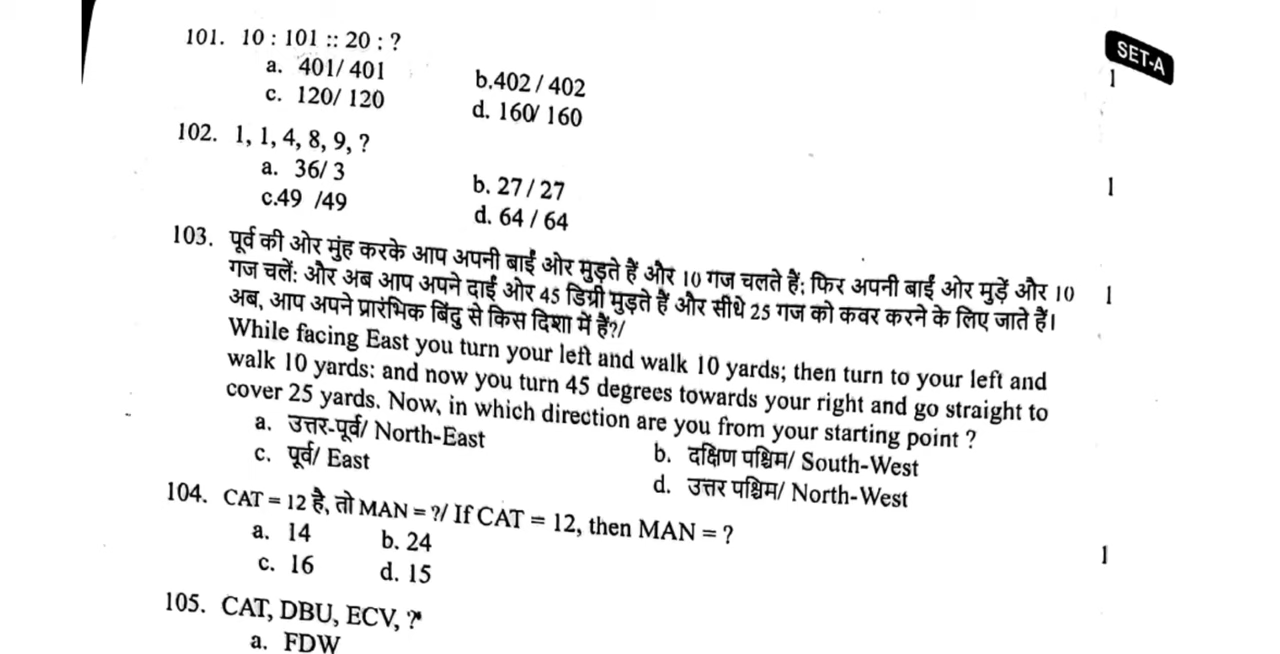 SET-A
101. 10 : 101 :: 20 : ? 1
a. 401/ 401 b.402 / 402
c. 120/ 120 d. 160/ 160
102. 1, 1, 4, 8, 9, ? 1
a. 36/ 3 b. 27 / 27
c.49 /49 d. 64 / 64
103. पूर्व की ओर मुंह करके आप अपनी बाईं ओर मुड़ते हैं और 10 गज चलते हैं; फिर अपनी बाईं ओर मुड़ें और 10 1
गज चलें: और अब आप अपने दाईं ओर 45 डिग्री मुड़ते हैं और सीधे 25 गज को कवर करने के लिए जाते हैं।
अब, आप अपने प्रारंभिक बिंदु से किस दिशा में हैं?/
While facing East you turn your left and walk 10 yards; then turn to your left and
walk 10 yards: and now you turn 45 degrees towards your right and go straight to
cover 25 yards. Now, in which direction are you from your starting point ?
a. उत्तर-पूर्व/ North-East b. दक्षिण पश्चिम/ South-West
c. पूर्व/ East d. उत्तर पश्चिम/ North-West
104. CAT = 12 है, तो MAN = ?/ If CAT = 12, then MAN = ? 1
a. 14 b. 24
c. 16 d. 15
105. CAT, DBU, ECV, ?
a. FDW